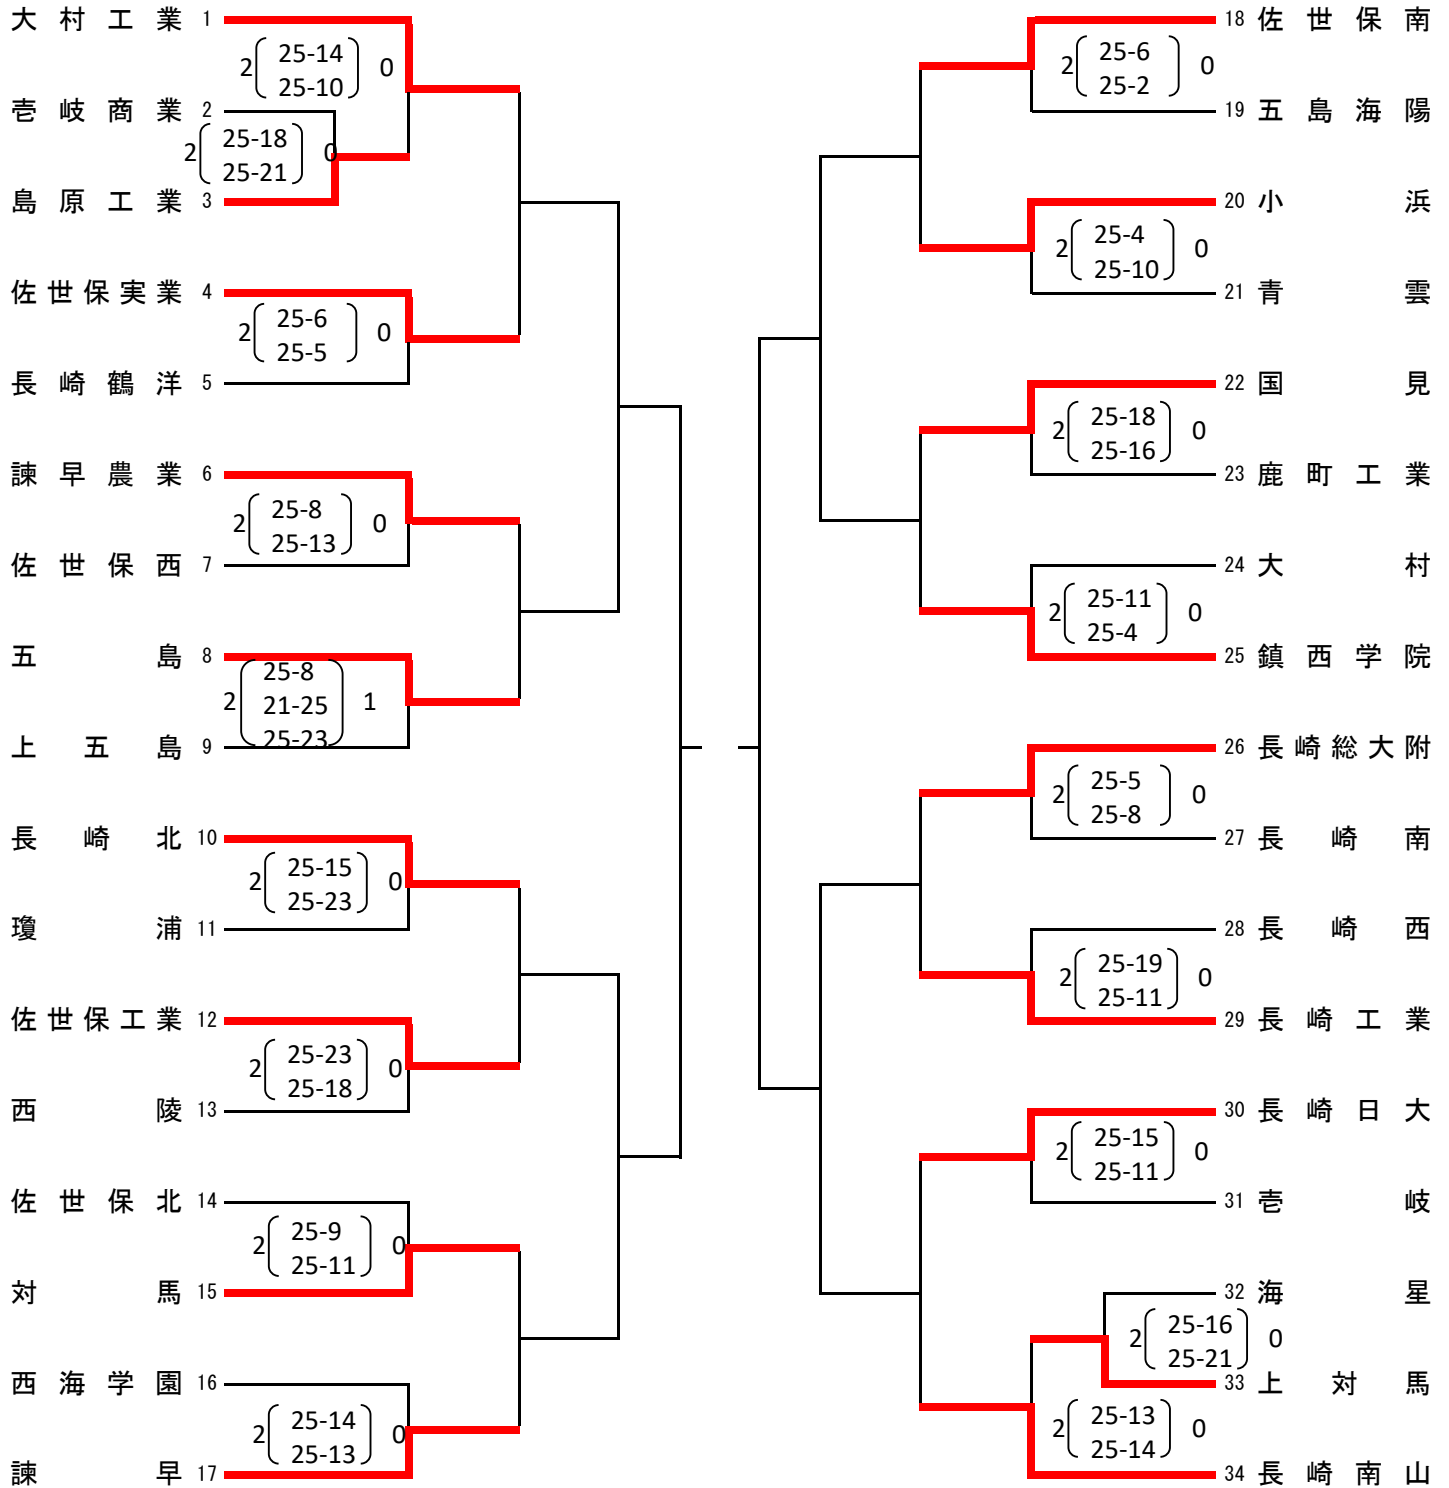 大村工業 1
2 25-14 0
25-10
壱岐商業 2
2 25-18 0
25-21
島原工業 3
佐世保実業 4
2 25-6 0
25-5
長崎鶴洋 5
諫早農業 6
2 25-8 0
25-13
佐世保西 7
五島 8
25-8
2 21-25 1
25-23
上五島 9
長崎北 10
2 25-15 0
25-23
瓊浦 11
佐世保工業 12
2 25-23 0
25-18
西陵 13
佐世保北 14
2 25-9 0
25-11
対馬 15
西海学園 16
2 25-14 0
25-13
諫早 17
18 佐世保南
2 25-6 0
25-2
19 五島海陽
20 小浜
2 25-4 0
25-10
21 青雲
22 国見
2 25-18 0
25-16
23 鹿町工業
24 大村
2 25-11 0
25-4
25 鎮西学院
26 長崎総大附
2 25-5 0
25-8
27 長崎南
28 長崎西
2 25-19 0
25-11
29 長崎工業
30 長崎日大
2 25-15 0
25-11
31 壱岐
32 海星
2 25-16 0
25-21
33 上対馬
2 25-13 0
25-14
34 長崎南山